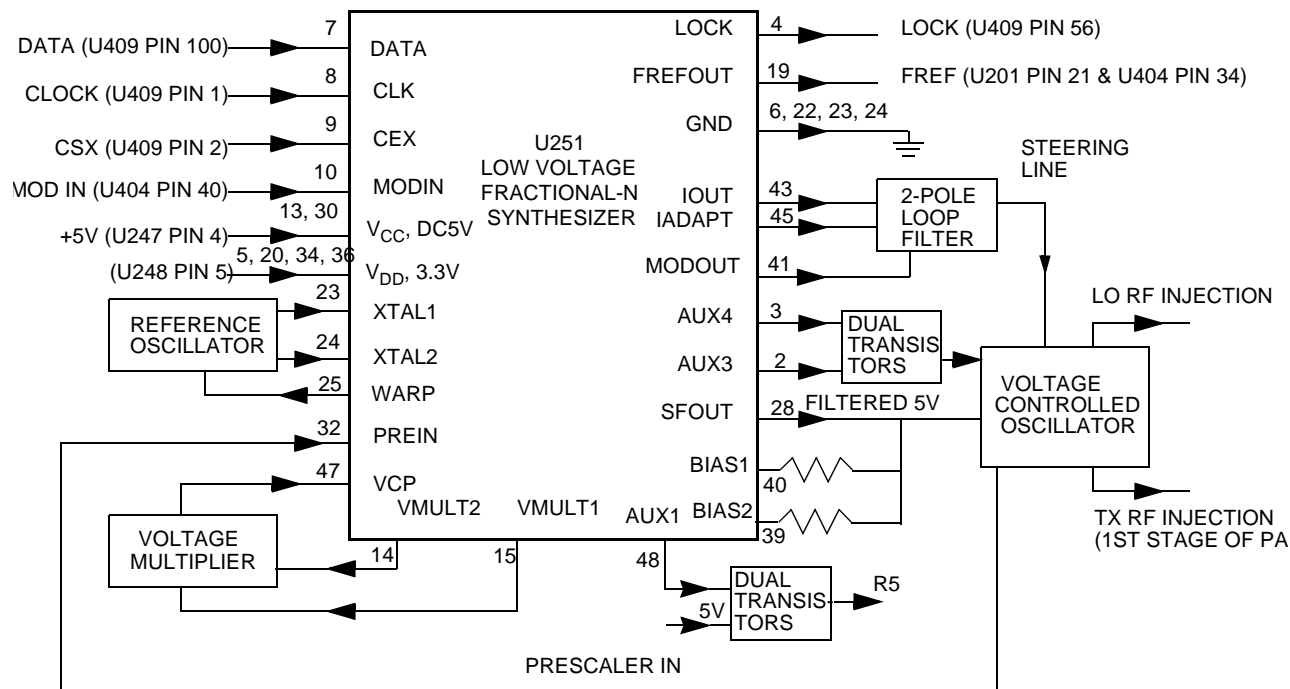 DATA (U409 PIN 100)
7
DATA
CLOCK (U409 PIN 1)
8
CLK
CSX (U409 PIN 2)
9
CEX
MOD IN (U404 PIN 40)
10
MODIN
+5V (U247 PIN 4)
13, 30
VCC, DC5V
(U248 PIN 5)
5, 20, 34, 36
VDD, 3.3V
REFERENCE
OSCILLATOR
23
XTAL1
24
XTAL2
25
WARP
32
PREIN
47
VCP
VOLTAGE
MULTIPLIER
VMULT2
14
VMULT1
15
U251
LOW VOLTAGE
FRACTIONAL-N
SYNTHESIZER
LOCK
4
LOCK (U409 PIN 56)
FREFOUT
19
FREF (U201 PIN 21 & U404 PIN 34)
GND
6, 22, 23, 24
IOUT
43
IADAPT
45
2-POLE
LOOP
FILTER
STEERING
LINE
MODOUT
41
AUX4
3
AUX3
2
DUAL
TRANSIS
TORS
SFOUT
28
FILTERED 5V
BIAS1
40
BIAS2
39
AUX1
48
5V
DUAL
TRANSIS
TORS
R5
LO RF INJECTION
VOLTAGE
CONTROLLED
OSCILLATOR
TX RF INJECTION
(1ST STAGE OF PA
PRESCALER IN